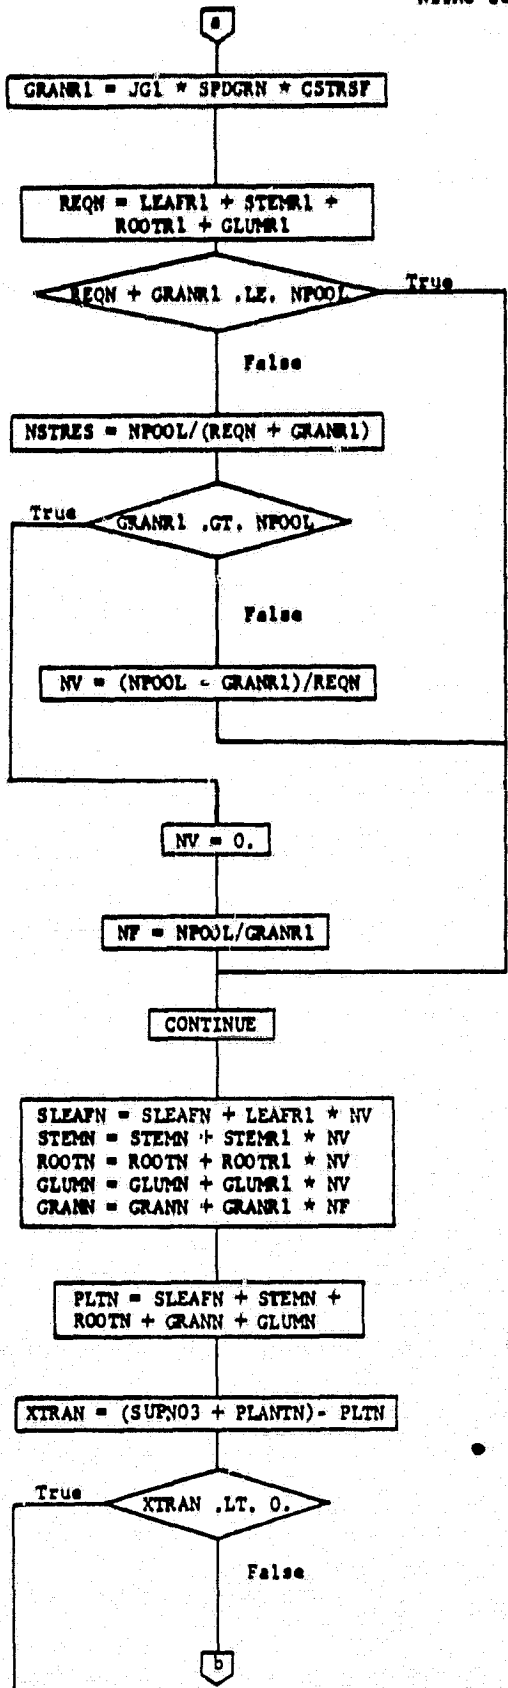 a
GRANR1 = JG1 * SPDGRN * CSTRSF
REQN = LEAFR1 + STEMR1 +
ROOTR1 + GLUMR1
REQN + GRANR1 .LE. NPOOL
True
False
NSTRES = NPOOL/(REQN + GRANR1)
True
GRANR1 .GT. NPOOL
False
NV = (NPOOL - GRANR1)/REQN
NV = 0.
NF = NPOOL/GRANR1
CONTINUE
SLEAFN = SLEAFN + LEAFR1 * NV
STEMN = STEMN + STEMR1 * NV
ROOTN = ROOTN + ROOTR1 * NV
GLUMN = GLUMN + GLUMR1 * NV
GRANN = GRANN + GRANR1 * NF
PLTN = SLEAFN + STEMN +
ROOTN + GRANN + GLUMN
XTRAN = (SUPNO3 + PLANTN)- PLTN
True
XTRAN .LT. 0.
False
b